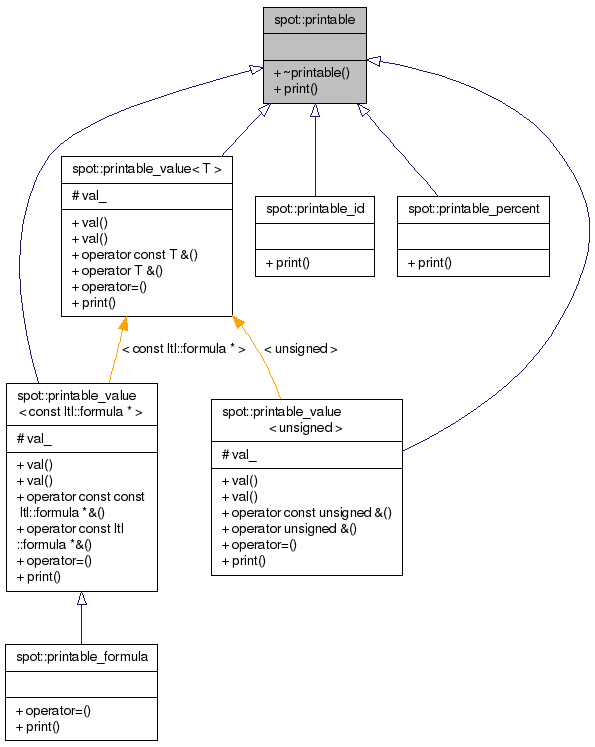 spot::printable
+ ~printable()
+ print()
spot::printable_value< T >
# val_
+ val()
+ val()
+ operator const T &()
+ operator T &()
+ operator=()
+ print()
spot::printable_id
+ print()
spot::printable_percent
+ print()
< const ltl::formula * >
< unsigned >
spot::printable_value
< const ltl::formula * >
# val_
+ val()
+ val()
+ operator const const
ltl::formula *&()
+ operator const ltl
::formula *&()
+ operator=()
+ print()
spot::printable_value
< unsigned >
# val_
+ val()
+ val()
+ operator const unsigned &()
+ operator unsigned &()
+ operator=()
+ print()
spot::printable_formula
+ operator=()
+ print()